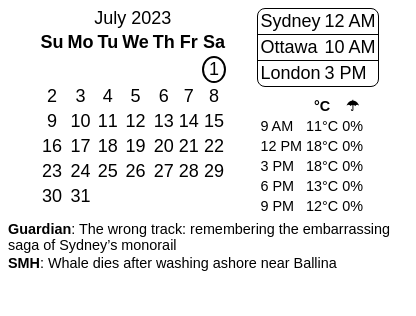 July 2023
Su Mo Tu We Th Fr Sa
1
2 3 4 5 6 7 8
9 10 11 12 13 14 15
16 17 18 19 20 21 22
23 24 25 26 27 28 29
30 31
Sydney 12 AM
Ottawa 10 AM
London 3 PM
°C ☂
9 AM 11°C 0%
12 PM 18°C 0%
3 PM 18°C 0%
6 PM 13°C 0%
9 PM 12°C 0%
Guardian: The wrong track: remembering the embarrassing
saga of Sydney’s monorail
SMH: Whale dies after washing ashore near Ballina